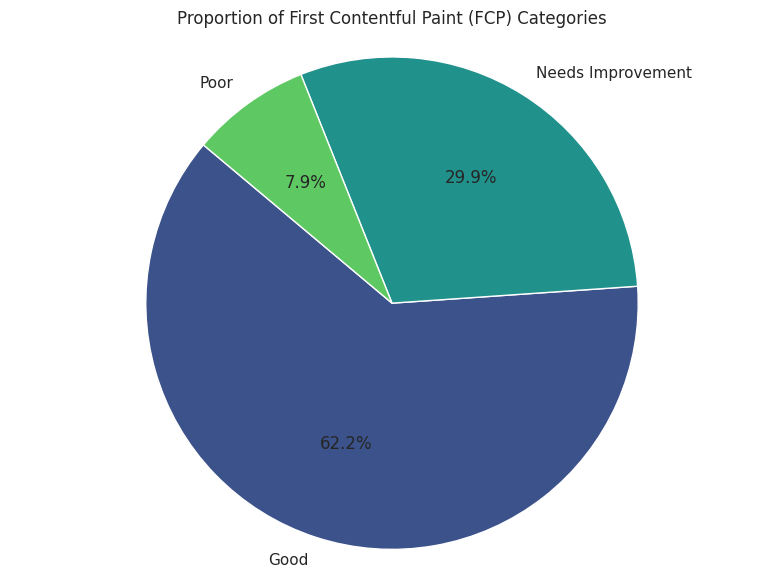 Proportion of First Contentful Paint (FCP) Categories
Needs Improvement
Poor
29.9%
7.9%
62.2%
Good